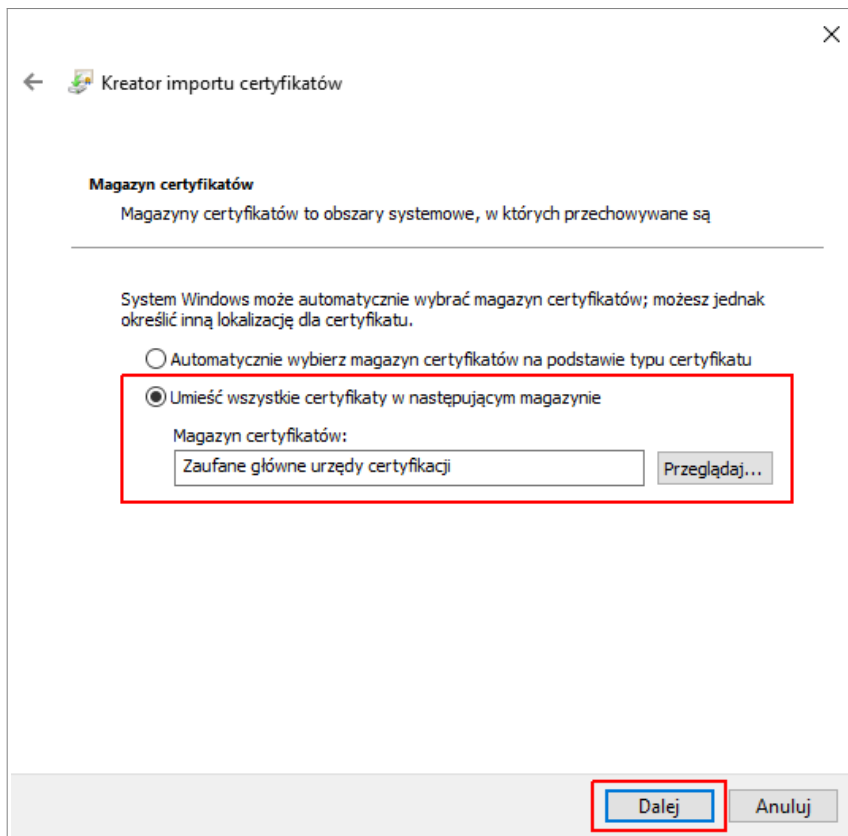 Kreator importu certyfikatów
Magazyn certyfikatów
Magazyny certyfikatów to obszary systemowe, w których przechowywane są
System Windows może automatycznie wybrać magazyn certyfikatów; możesz jednak
określić inną lokalizację dla certyfikatu.
Automatycznie wybierz magazyn certyfikatów na podstawie typu certyfikatu
Umieść wszystkie certyfikaty w następującym magazynie
Magazyn certyfikatów:
Zaufane główne urzędy certyfikacji
Przeglądaj...
Dalej
Anuluj